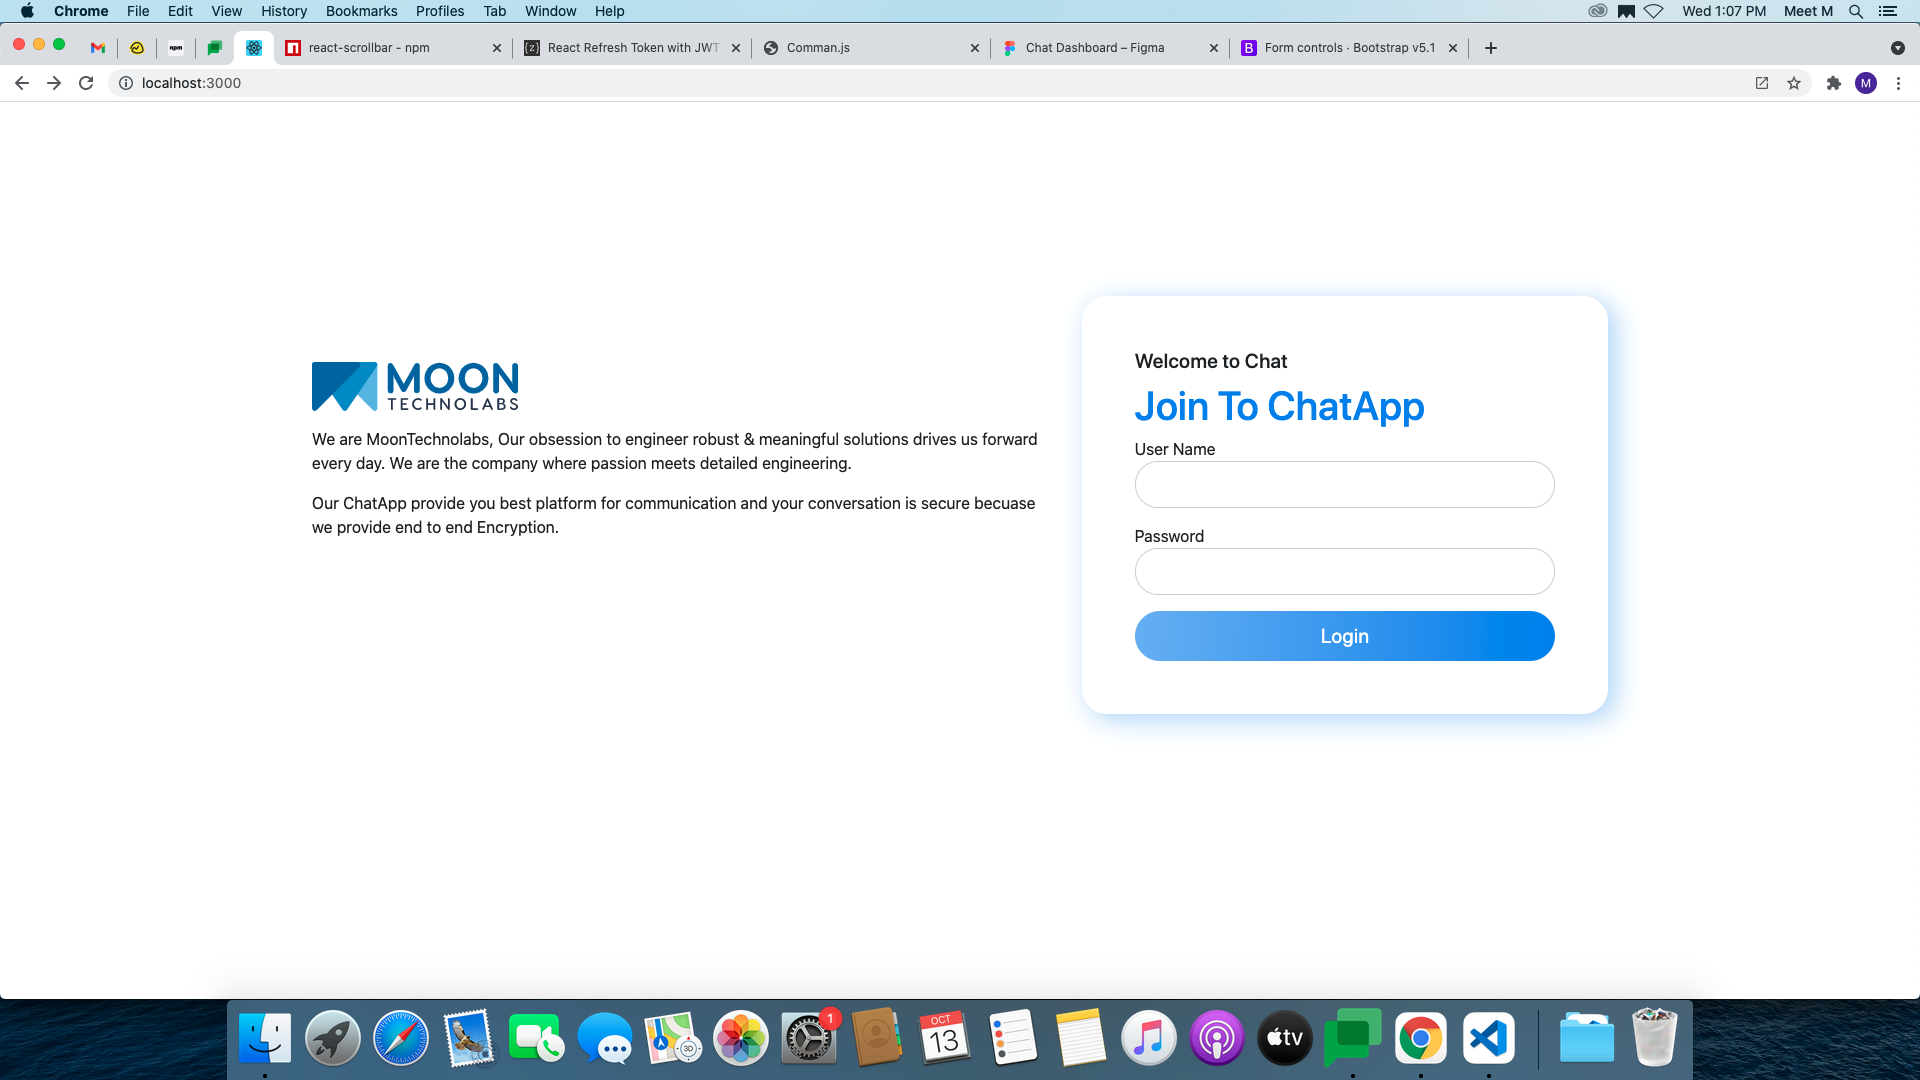 Chrome File Edit View History Bookmarks Profiles Tab Window Help Wed 1:07 PM Meet M
npm react-scrollbar - npm React Refresh Token with JWT Comman.js Chat Dashboard – Figma B Form controls · Bootstrap v5.1
localhost:3000 M
MOON
TECHNOLABS
We are MoonTechnolabs, Our obsession to engineer robust & meaningful solutions drives us forward
every day. We are the company where passion meets detailed engineering.
Our ChatApp provide you best platform for communication and your conversation is secure becuase
we provide end to end Encryption.
Welcome to Chat
Join To ChatApp
User Name
Password
Login
3D 1 OCT 13 tv